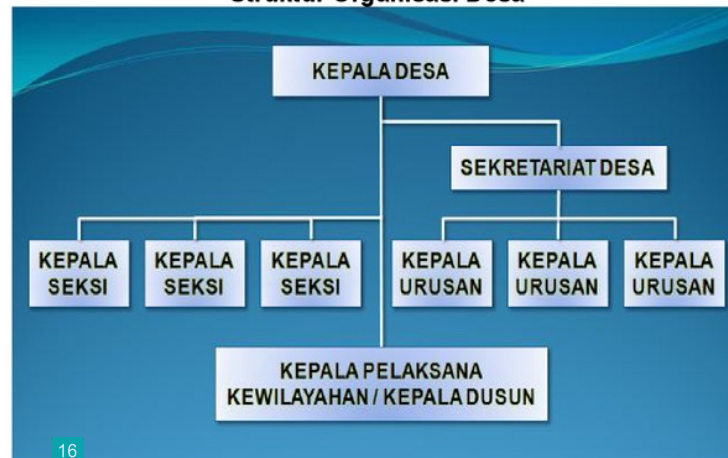 Struktur Organisasi Desa
KEPALA DESA
SEKRETARIAT DESA
KEPALA
SEKSI
KEPALA
SEKSI
KEPALA
SEKSI
KEPALA
URUSAN
KEPALA
URUSAN
KEPALA
URUSAN
KEPALA PELAKSANA
KEWILAYAHAN / KEPALA DUSUN
16